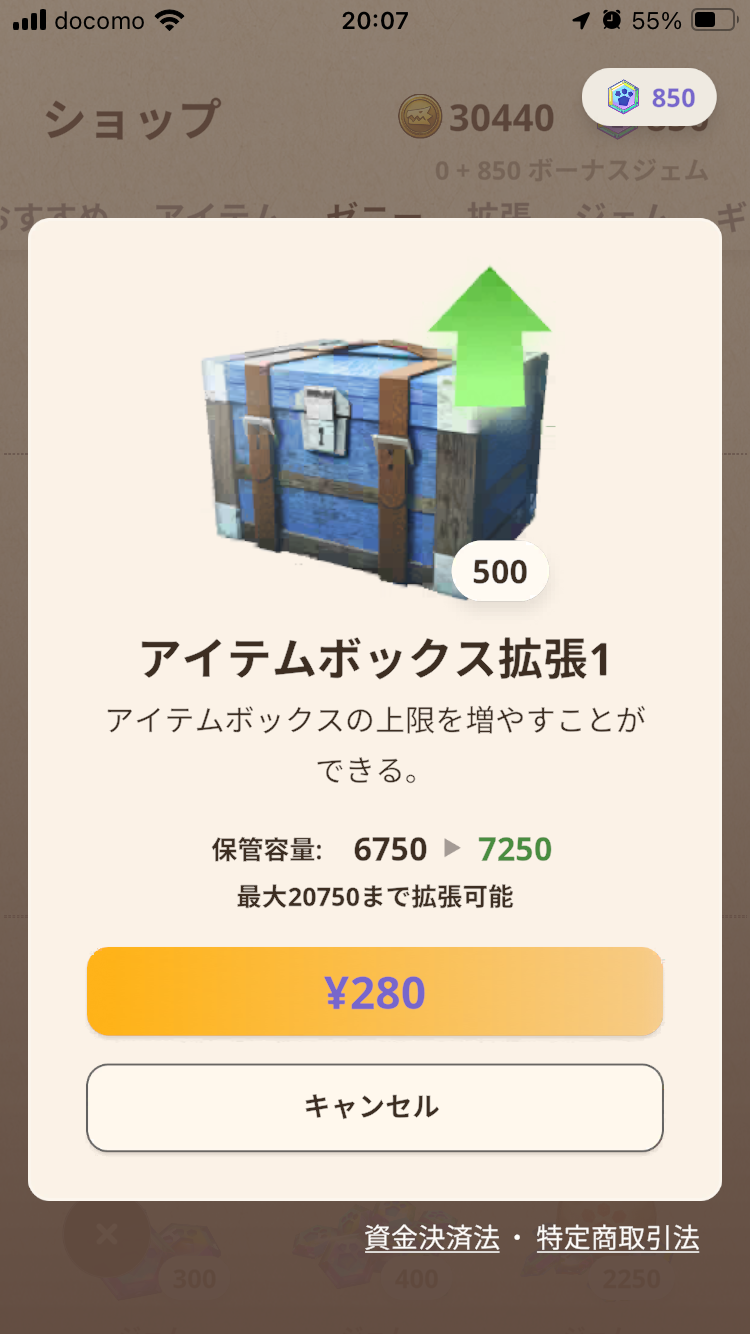 docomo 20:07 55%
ショップ 30440 850
0 + 850 ボーナスジェム
おすすめ アイテム ゼニー 拡張 ジェム ギ
500
アイテムボックス拡張1
アイテムボックスの上限を増やすことが
できる。
保管容量: 6750 ▶ 7250
最大20750まで拡張可能
¥280
キャンセル
資金決済法 ・ 特定商取引法
300 400 2250